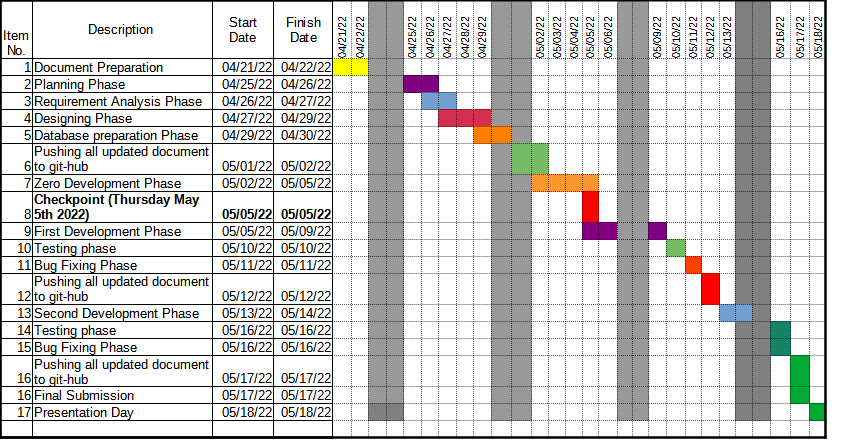 Item No. Description Start Date Finish Date 04/21/22 04/22/22 04/25/22 04/26/22 04/27/22 04/28/22 04/29/22 05/02/22 05/03/22 05/04/22 05/05/22 05/06/22 05/09/22 05/10/22 05/11/22 05/12/22 05/13/22 05/16/22 05/17/22 05/18/22
1 Document Preparation 04/21/22 04/22/22
2 Planning Phase 04/25/22 04/26/22
3 Requirement Analysis Phase 04/26/22 04/27/22
4 Designing Phase 04/27/22 04/29/22
5 Database preparation Phase 04/29/22 04/30/22
Pushing all updated document
6 to git-hub 05/01/22 05/02/22
7 Zero Development Phase 05/02/22 05/05/22
Checkpoint (Thursday May
8 5th 2022) 05/05/22 05/05/22
9 First Development Phase 05/05/22 05/09/22
10 Testing phase 05/10/22 05/10/22
11 Bug Fixing Phase 05/11/22 05/11/22
Pushing all updated document
12 to git-hub 05/12/22 05/12/22
13 Second Development Phase 05/13/22 05/14/22
14 Testing phase 05/16/22 05/16/22
15 Bug Fixing Phase 05/16/22 05/16/22
Pushing all updated document
16 to git-hub 05/17/22 05/17/22
16 Final Submission 05/17/22 05/17/22
17 Presentation Day 05/18/22 05/18/22